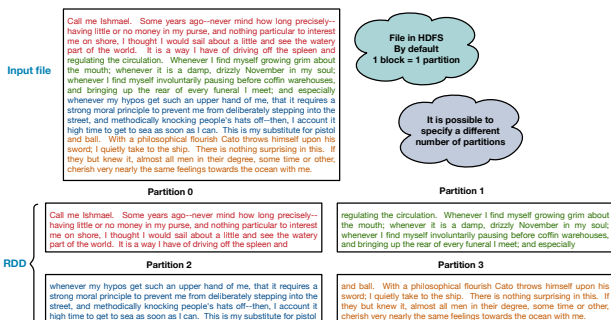 Input file
Call me Ishmael. Some years ago--never mind how long precisely--
having little or no money in my purse, and nothing particular to interest
me on shore, I thought I would sail about a little and see the watery
part of the world. It is a way I have of driving off the spleen and
regulating the circulation. Whenever I find myself growing grim about
the mouth; whenever it is a damp, drizzly November in my soul;
whenever I find myself involuntarily pausing before coffin warehouses,
and bringing up the rear of every funeral I meet; and especially
whenever my hypos get such an upper hand of me, that it requires a
strong moral principle to prevent me from deliberately stepping into the
street, and methodically knocking people's hats off--then, I account it
high time to get to sea as soon as I can. This is my substitute for pistol
and ball. With a philosophical flourish Cato throws himself upon his
sword; I quietly take to the ship. There is nothing surprising in this. If
they but knew it, almost all men in their degree, some time or other,
cherish very nearly the same feelings towards the ocean with me.
File in HDFS
By default
1 block = 1 partition
It is possible to
specify a different
number of partitions
RDD
Partition 0
Call me Ishmael. Some years ago--never mind how long precisely--
having little or no money in my purse, and nothing particular to interest
me on shore, I thought I would sail about a little and see the watery
part of the world. It is a way I have of driving off the spleen and
Partition 1
regulating the circulation. Whenever I find myself growing grim about
the mouth; whenever it is a damp, drizzly November in my soul;
whenever I find myself involuntarily pausing before coffin warehouses,
and bringing up the rear of every funeral I meet; and especially
Partition 2
whenever my hypos get such an upper hand of me, that it requires a
strong moral principle to prevent me from deliberately stepping into the
street, and methodically knocking people's hats off--then, I account it
high time to get to sea as soon as I can. This is my substitute for pistol
Partition 3
and ball. With a philosophical flourish Cato throws himself upon his
sword; I quietly take to the ship. There is nothing surprising in this. If
they but knew it, almost all men in their degree, some time or other,
cherish very nearly the same feelings towards the ocean with me.